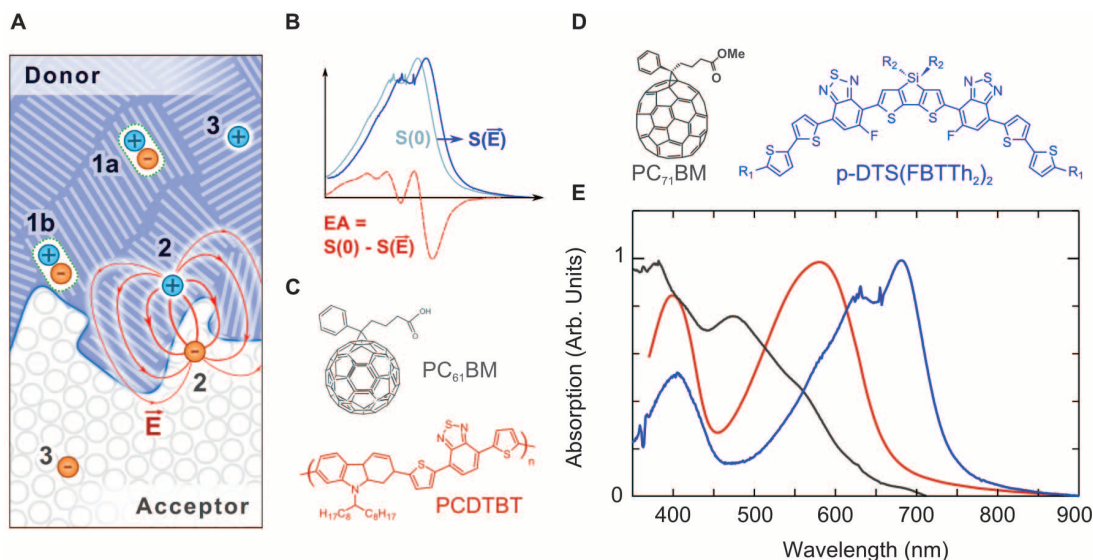 A
Donor
1a
3
1b
2
2
E
3
Acceptor
B
S(0)
S(E)
EA =
S(0) - S(E)
C
OH
O
PC61BM
S
N
N
S
S
n
N
H17C8
C8H17
PCDTBT
D
OMe
O
PC71BM
R2
R2
Si
S
N
N
N
N
S
S
S
F
F
S
S
S
S
R1
R1
p-DTS(FBTTh2)2
E
Absorption (Arb. Units)
1
0
400
500
600
700
800
900
Wavelength (nm)